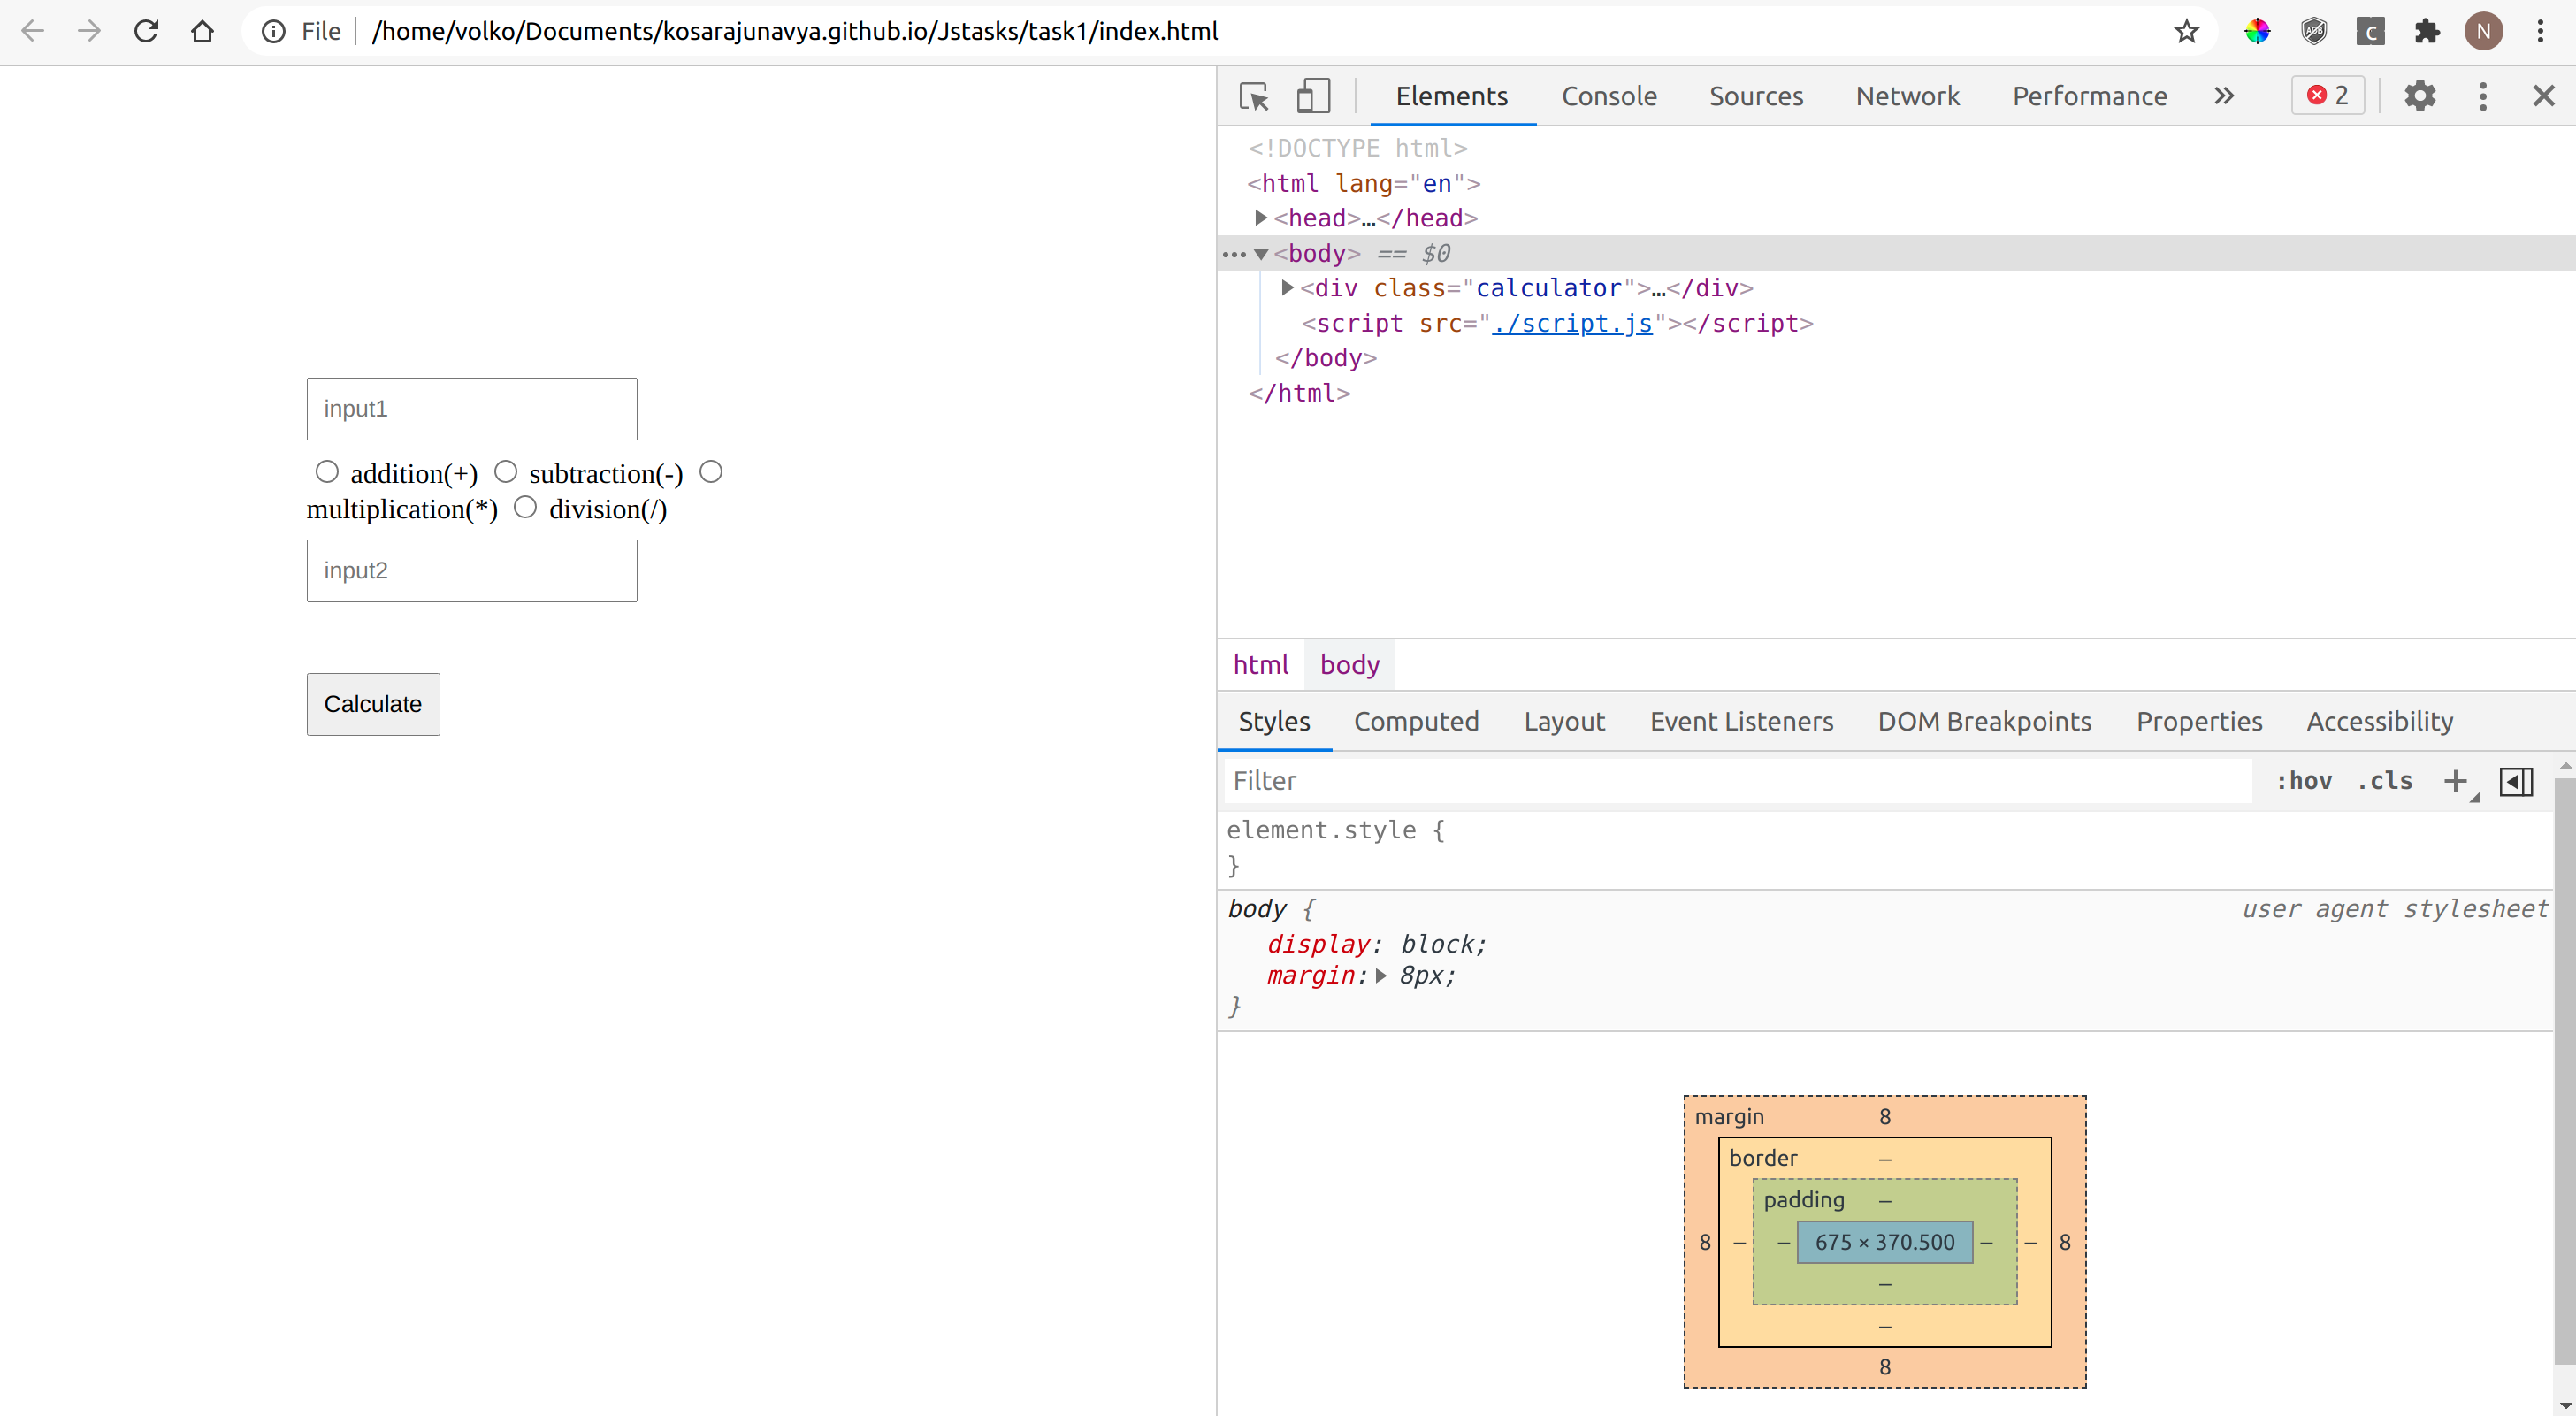 File /home/volko/Documents/kosarajunavya.github.io/Jstasks/task1/index.html
ABB C N
input1
addition(+) subtraction(-)
multiplication(*) division(/)
input2
Calculate
Elements Console Sources Network Performance » 2
<!DOCTYPE html>
<html lang="en">
<head>…</head>
<body> == $0
<div class="calculator">…</div>
<script src="./script.js"></script>
</body>
</html>
html body
Styles Computed Layout Event Listeners DOM Breakpoints Properties Accessibility
Filter :hov .cls +
element.style {
}
body { user agent stylesheet
display: block;
margin: 8px;
}
margin 8
border –
padding –
8 – – 675 × 370.500 – – 8
–
–
8